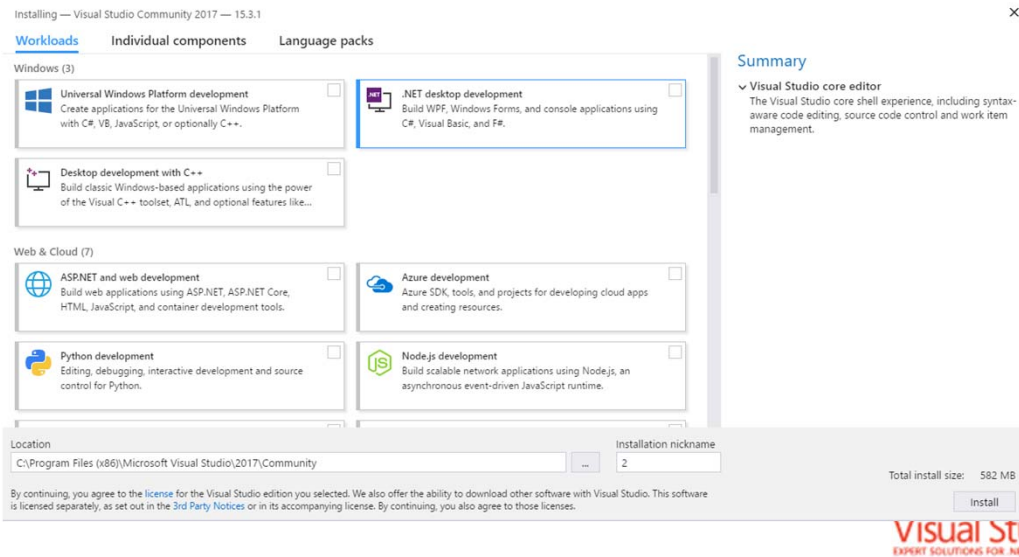 Installing — Visual Studio Community 2017 — 15.3.1
Workloads
Individual components
Language packs
Windows (3)
Universal Windows Platform development
Create applications for the Universal Windows Platform
with C#, VB, JavaScript, or optionally C++.
.NET
.NET desktop development
Build WPF, Windows Forms, and console applications using
C#, Visual Basic, and F#.
Desktop development with C++
Build classic Windows-based applications using the power
of the Visual C++ toolset, ATL, and optional features like...
Web & Cloud (7)
ASP.NET and web development
Build web applications using ASP.NET, ASP.NET Core,
HTML, JavaScript, and container development tools.
Azure development
Azure SDK, tools, and projects for developing cloud apps
and creating resources.
Python development
Editing, debugging, interactive development and source
control for Python.
JS
Node.js development
Build scalable network applications using Node.js, an
asynchronous event-driven JavaScript runtime.
Summary
Visual Studio core editor
The Visual Studio core shell experience, including syntax-
aware code editing, source code control and work item
management.
Location
C:\Program Files (x86)\Microsoft Visual Studio\2017\Community
...
Installation nickname
2
By continuing, you agree to the license for the Visual Studio edition you selected. We also offer the ability to download other software with Visual Studio. This software
is licensed separately, as set out in the 3rd Party Notices or in its accompanying license. By continuing, you also agree to those licenses.
Total install size: 582 MB
Install
Visual St
EXPERT SOLUTIONS FOR .N